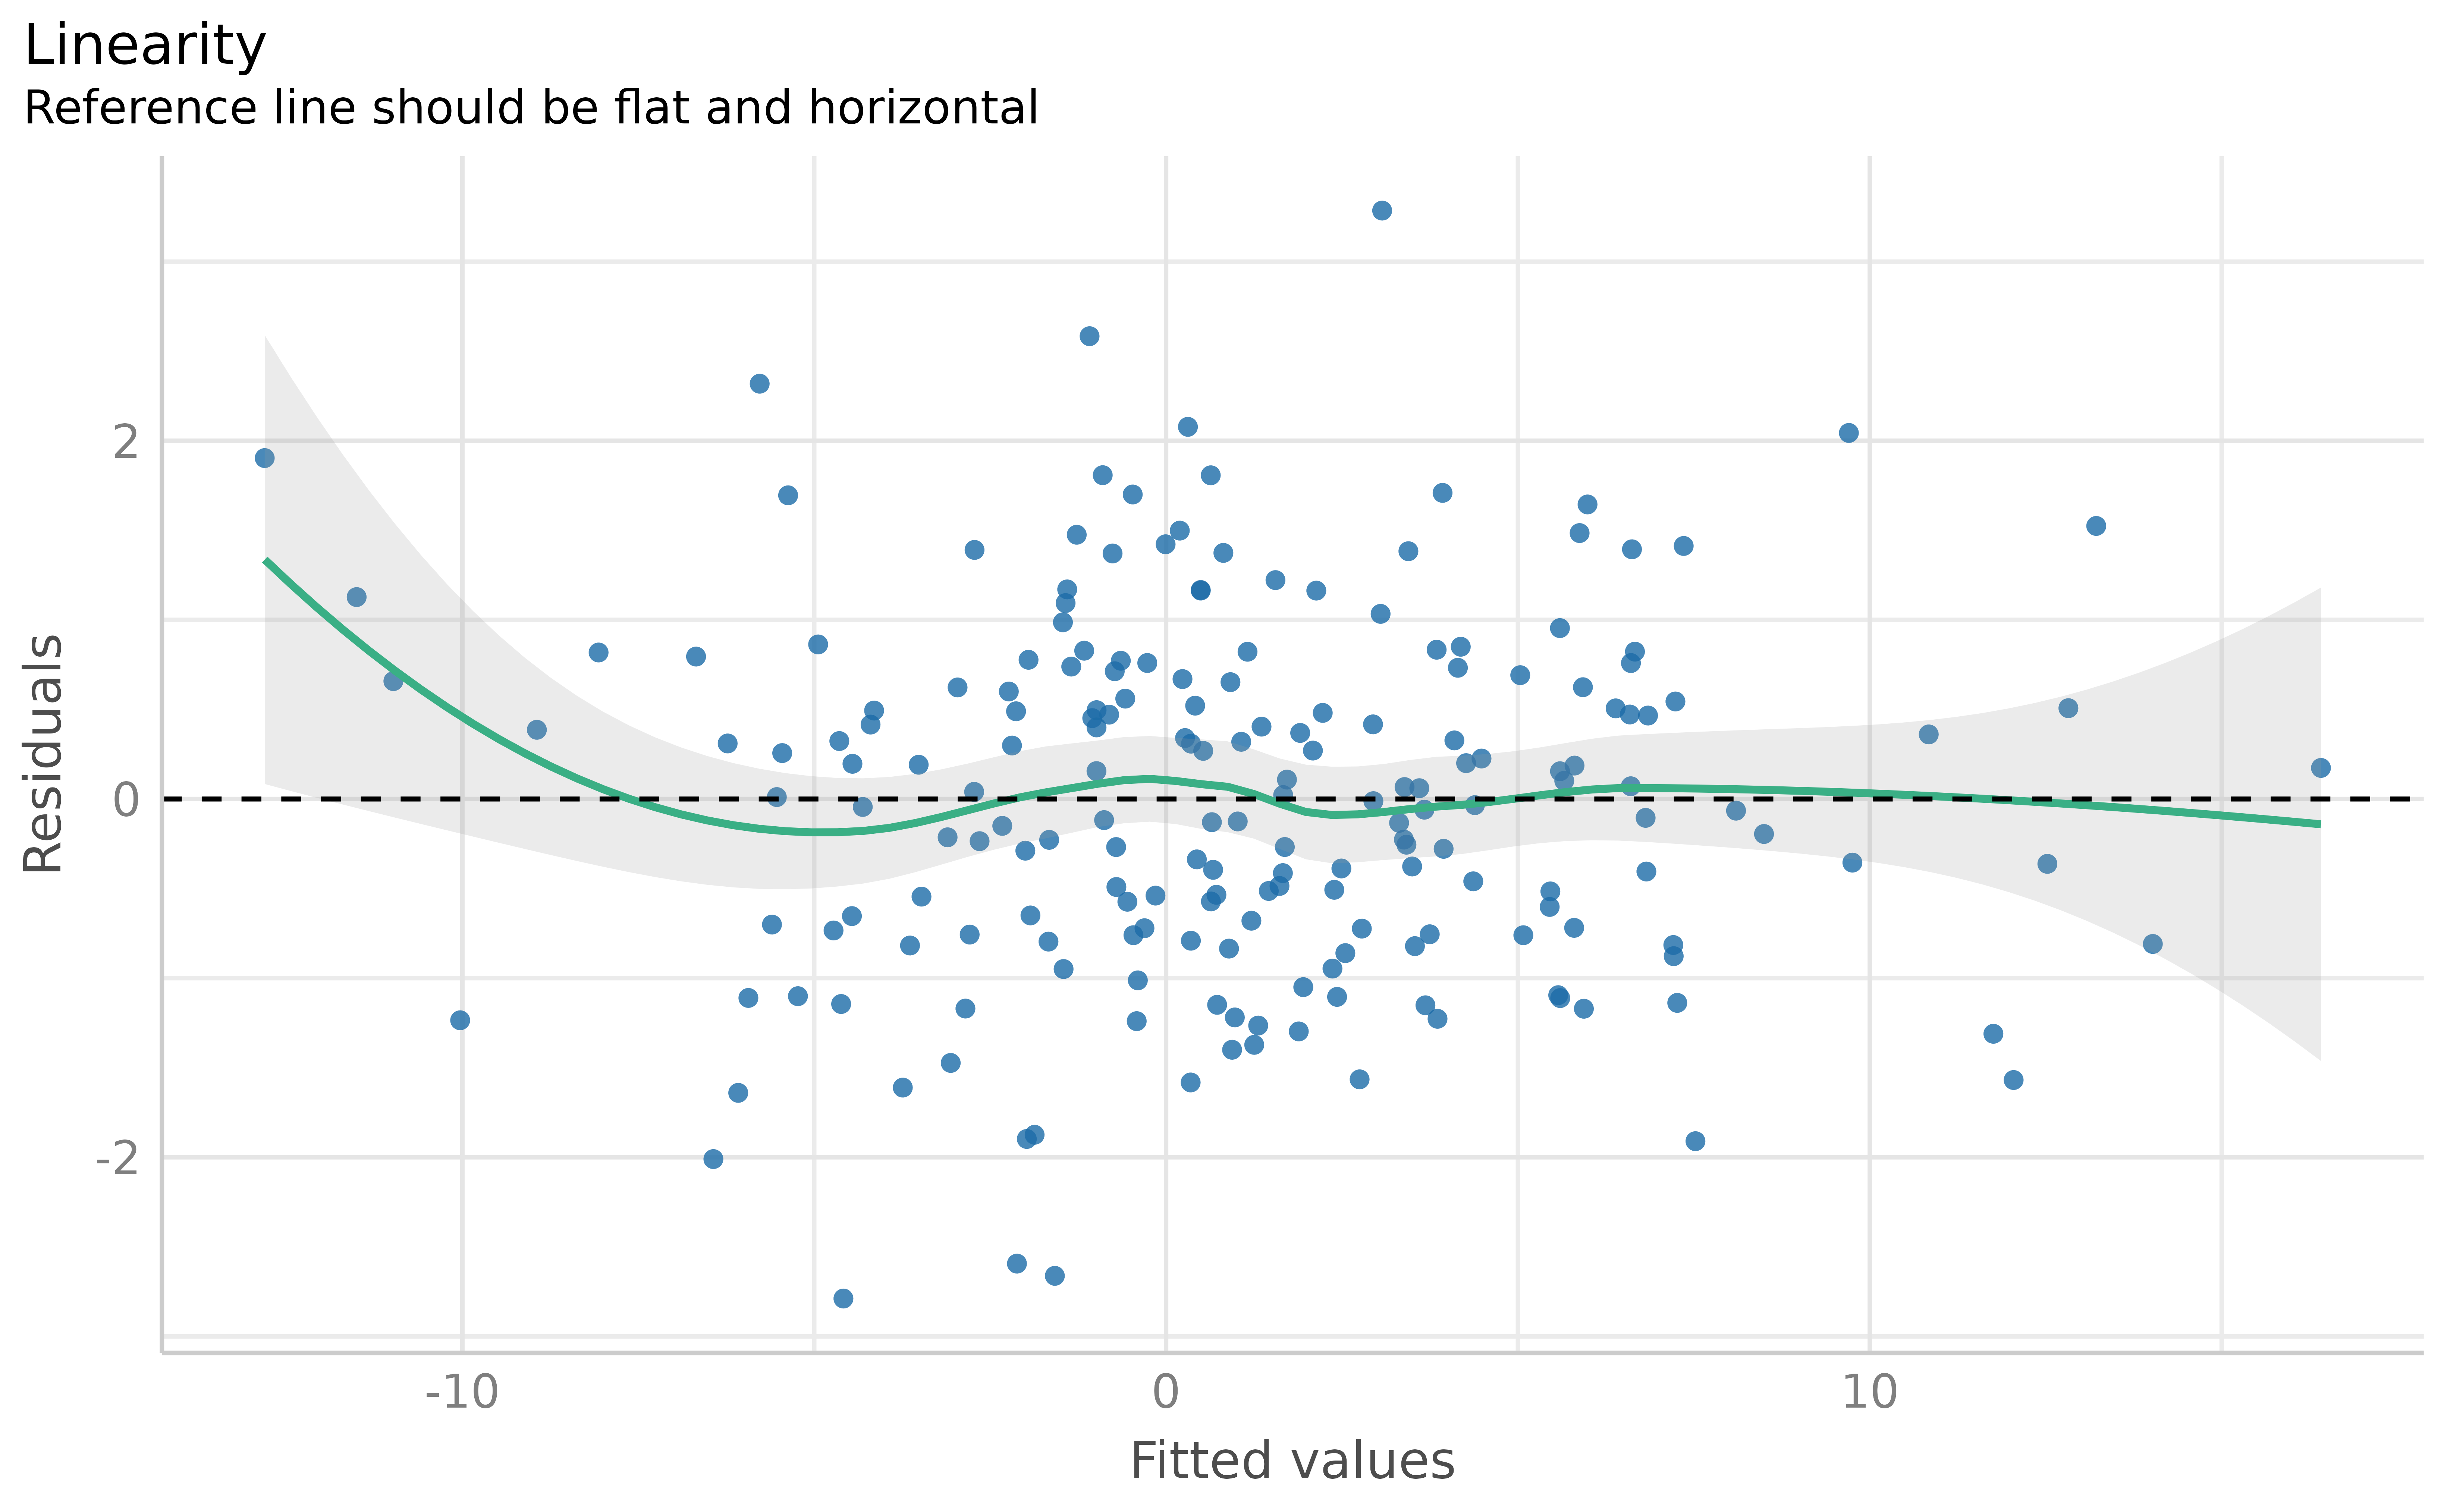 Linearity
Reference line should be flat and horizontal
Residuals
2
0
-2
-10
0
10
Fitted values